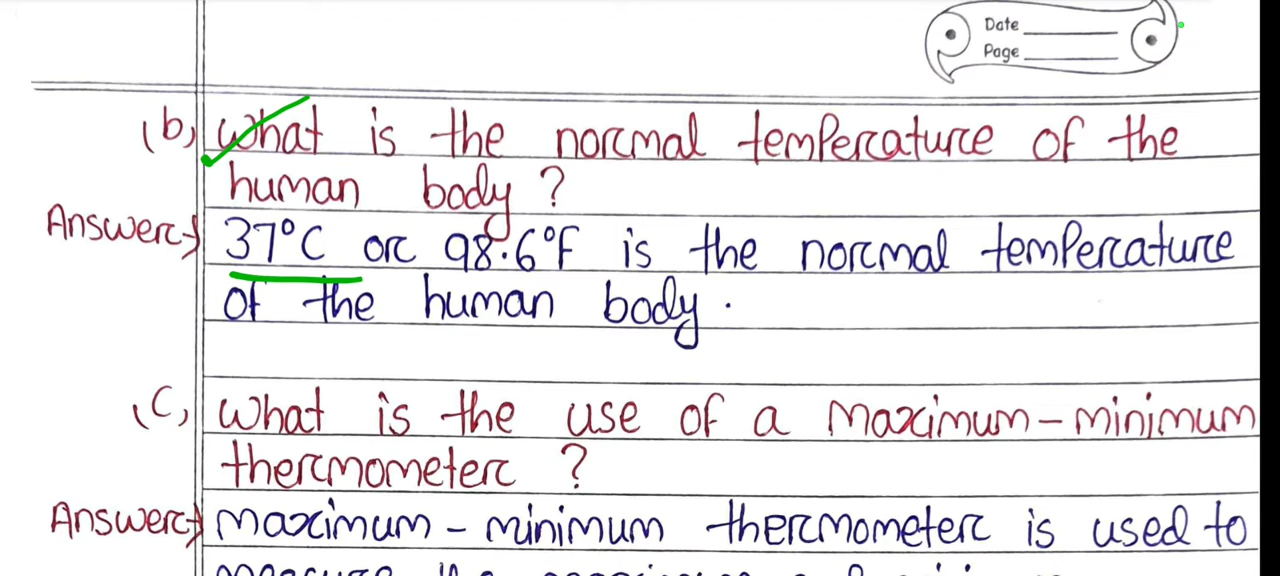 Date
Page
(b) What is the normal temperature of the
human body ?
Answer→ 37°C or 98.6°F is the normal temperature
of the human body.
(c) What is the use of a maximum-minimum
thermometer ?
Answer→ maximum-minimum thermometer is used to